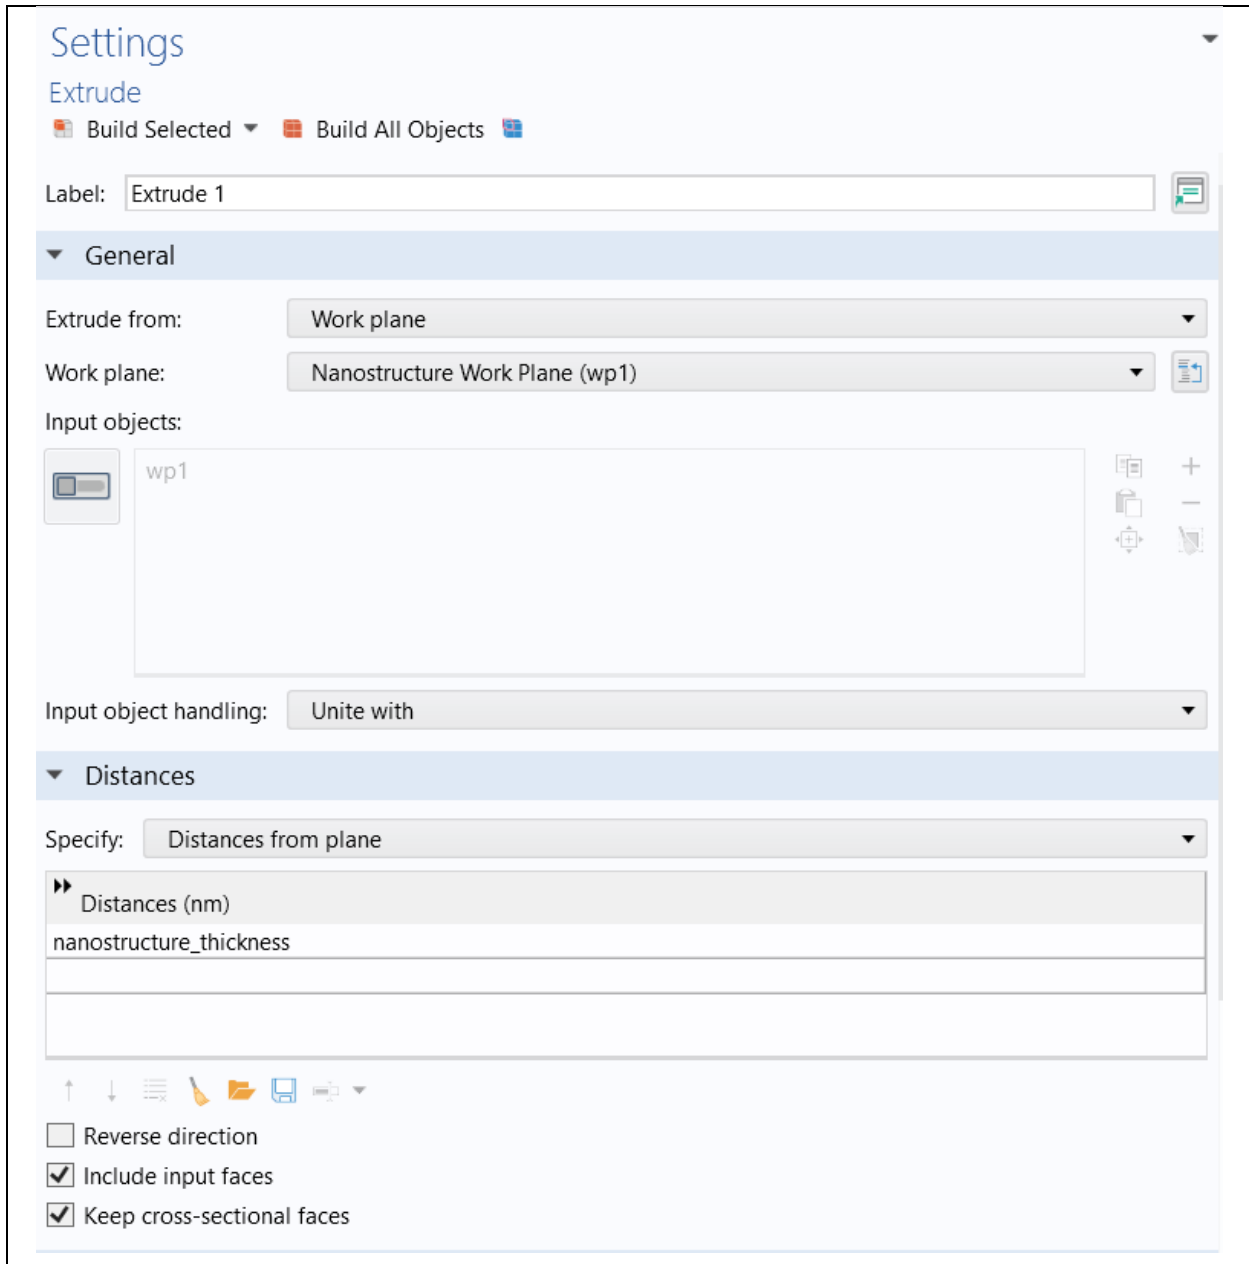 Settings
Extrude
Build Selected Build All Objects
Label: Extrude 1
General
Extrude from: Work plane
Work plane: Nanostructure Work Plane (wp1)
Input objects:
wp1
Input object handling: Unite with
Distances
Specify: Distances from plane
Distances (nm)
nanostructure_thickness
Reverse direction
Include input faces
Keep cross-sectional faces